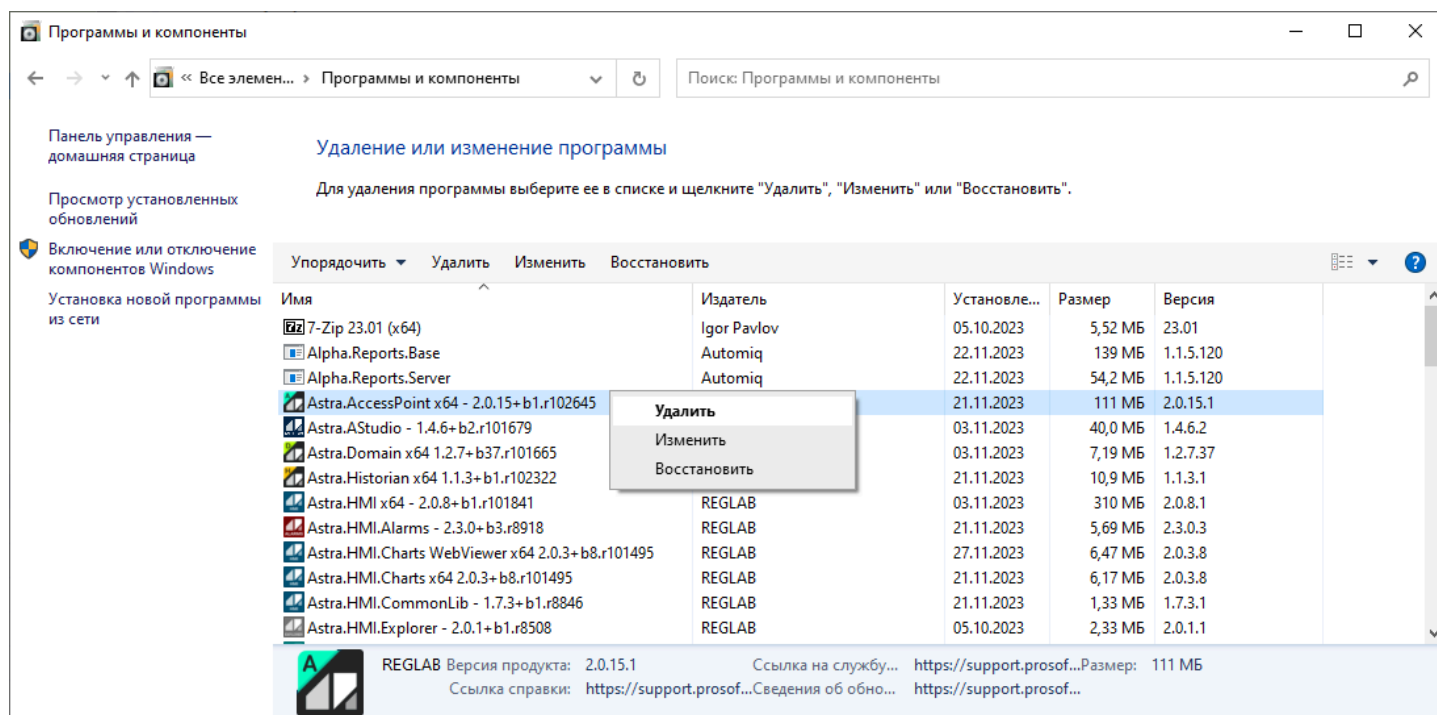 Программы и компоненты
« Все элемен... › Программы и компоненты
Поиск: Программы и компоненты
Панель управления —
домашняя страница
Просмотр установленных
обновлений
Включение или отключение
компонентов Windows
Установка новой программы
из сети
Удаление или изменение программы
Для удаления программы выберите ее в списке и щелкните "Удалить", "Изменить" или "Восстановить".
Упорядочить Удалить Изменить Восстановить ?
Имя Издатель Установле... Размер Версия
7-Zip 23.01 (x64) Igor Pavlov 05.10.2023 5,52 МБ 23.01
Alpha.Reports.Base Automiq 22.11.2023 139 МБ 1.1.5.120
Alpha.Reports.Server Automiq 22.11.2023 54,2 МБ 1.1.5.120
Astra.AccessPoint x64 - 2.0.15+b1.r102645 21.11.2023 111 МБ 2.0.15.1
Astra.AStudio - 1.4.6+b2.r101679 03.11.2023 40,0 МБ 1.4.6.2
Astra.Domain x64 1.2.7+b37.r101665 03.11.2023 7,19 МБ 1.2.7.37
Astra.Historian x64 1.1.3+b1.r102322 21.11.2023 10,9 МБ 1.1.3.1
Astra.HMI x64 - 2.0.8+b1.r101841 REGLAB 03.11.2023 310 МБ 2.0.8.1
Astra.HMI.Alarms - 2.3.0+b3.r8918 REGLAB 21.11.2023 5,69 МБ 2.3.0.3
Astra.HMI.Charts WebViewer x64 2.0.3+b8.r101495 REGLAB 27.11.2023 6,47 МБ 2.0.3.8
Astra.HMI.Charts x64 2.0.3+b8.r101495 REGLAB 21.11.2023 6,17 МБ 2.0.3.8
Astra.HMI.CommonLib - 1.7.3+b1.r8846 REGLAB 21.11.2023 1,33 МБ 1.7.3.1
Astra.HMI.Explorer - 2.0.1+b1.r8508 REGLAB 05.10.2023 2,33 МБ 2.0.1.1
Удалить
Изменить
Восстановить
A
REGLAB Версия продукта: 2.0.15.1 Ссылка на службу... https://support.prosof... Размер: 111 МБ
Ссылка справки: https://support.prosof... Сведения об обно... https://support.prosof...